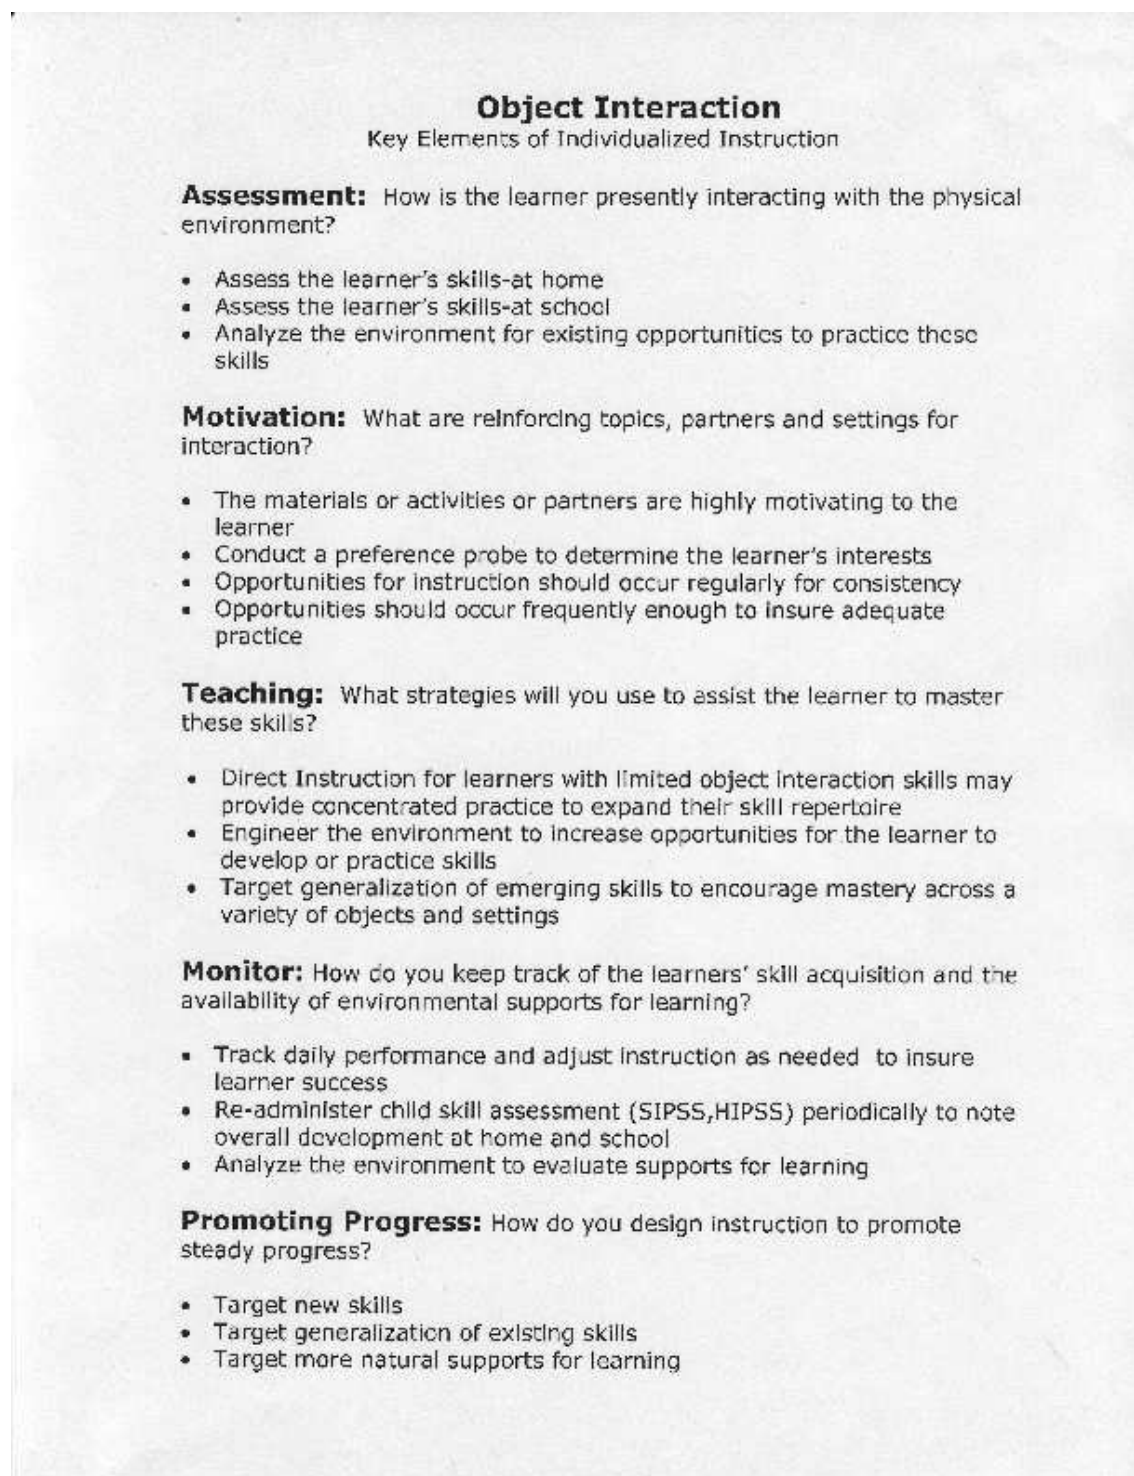 Object Interaction
Key Elements of Individualized Instruction
Assessment: How is the learner presently interacting with the physical
environment?
• Assess the learner's skills-at home
• Assess the learner's skills-at school
• Analyze the environment for existing opportunities to practice these
skills
Motivation: What are reinforcing topics, partners and settings for
interaction?
• The materials or activities or partners are highly motivating to the
learner
• Conduct a preference probe to determine the learner's interests
• Opportunities for instruction should occur regularly for consistency
• Opportunities should occur frequently enough to insure adequate
practice
Teaching: What strategies will you use to assist the learner to master
these skills?
• Direct Instruction for learners with limited object interaction skills may
provide concentrated practice to expand their skill repertoire
• Engineer the environment to increase opportunities for the learner to
develop or practice skills
• Target generalization of emerging skills to encourage mastery across a
variety of objects and settings
Monitor: How do you keep track of the learners' skill acquisition and the
availability of environmental supports for learning?
• Track daily performance and adjust instruction as needed to insure
learner success
• Re-administer child skill assessment (SIPSS,HIPSS) periodically to note
overall development at home and school
• Analyze the environment to evaluate supports for learning
Promoting Progress: How do you design instruction to promote
steady progress?
• Target new skills
• Target generalization of existing skills
• Target more natural supports for learning